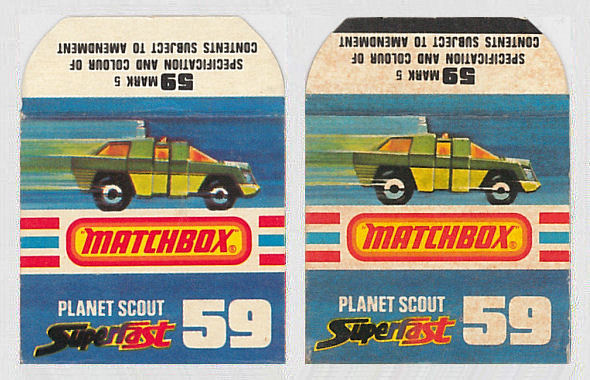 59 MARK 5
SPECIFICATION AND COLOUR OF
CONTENTS SUBJECT TO AMENDMENT
MATCHBOX®
PLANET SCOUT
Superfast 59
59 MARK 5
SPECIFICATION AND COLOUR OF
CONTENTS SUBJECT TO AMENDMENT
MATCHBOX®
PLANET SCOUT
Superfast 59